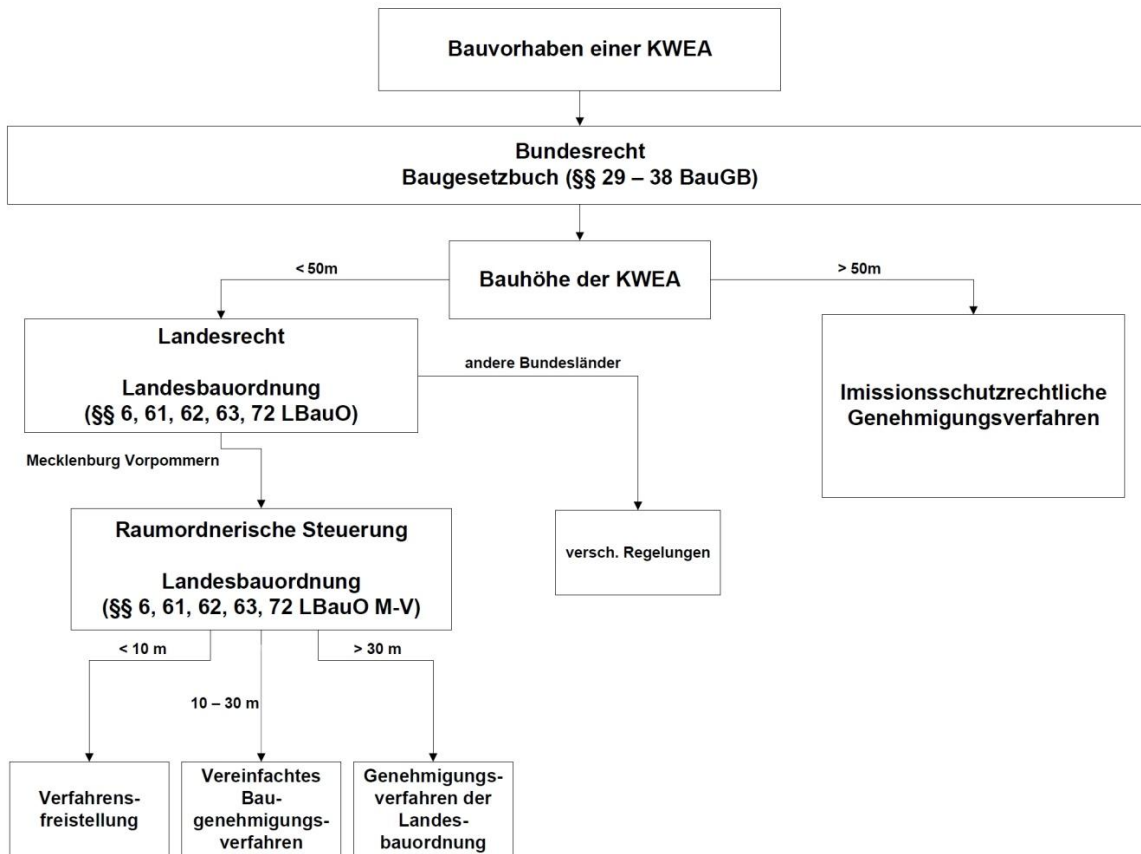 Bauvorhaben einer KWEA
Bundesrecht
Baugesetzbuch (§§ 29 – 38 BauGB)
< 50m
Bauhöhe der KWEA
> 50m
Landesrecht
Landesbauordnung
(§§ 6, 61, 62, 63, 72 LBauO)
andere Bundesländer
Imissionsschutzrechtliche
Genehmigungsverfahren
Mecklenburg Vorpommern
Raumordnerische Steuerung
Landesbauordnung
(§§ 6, 61, 62, 63, 72 LBauO M-V)
versch. Regelungen
< 10 m
> 30 m
10 – 30 m
Verfahrens-
freistellung
Vereinfachtes
Bau-
genehmigungs-
verfahren
Genehmigungs-
verfahren der
Landes-
bauordnung